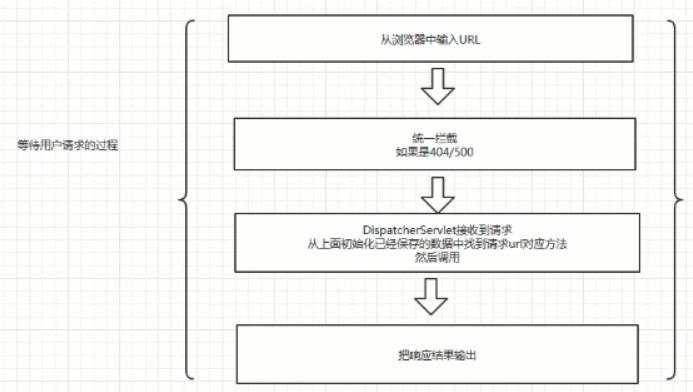 从浏览器中输入URL
等待用户请求的过程
统一拦截
如果是404/500
DispatcherServlet接收到请求
从上面初始化已经保存的数据中找到请求url对应方法
然后调用
把响应结果输出